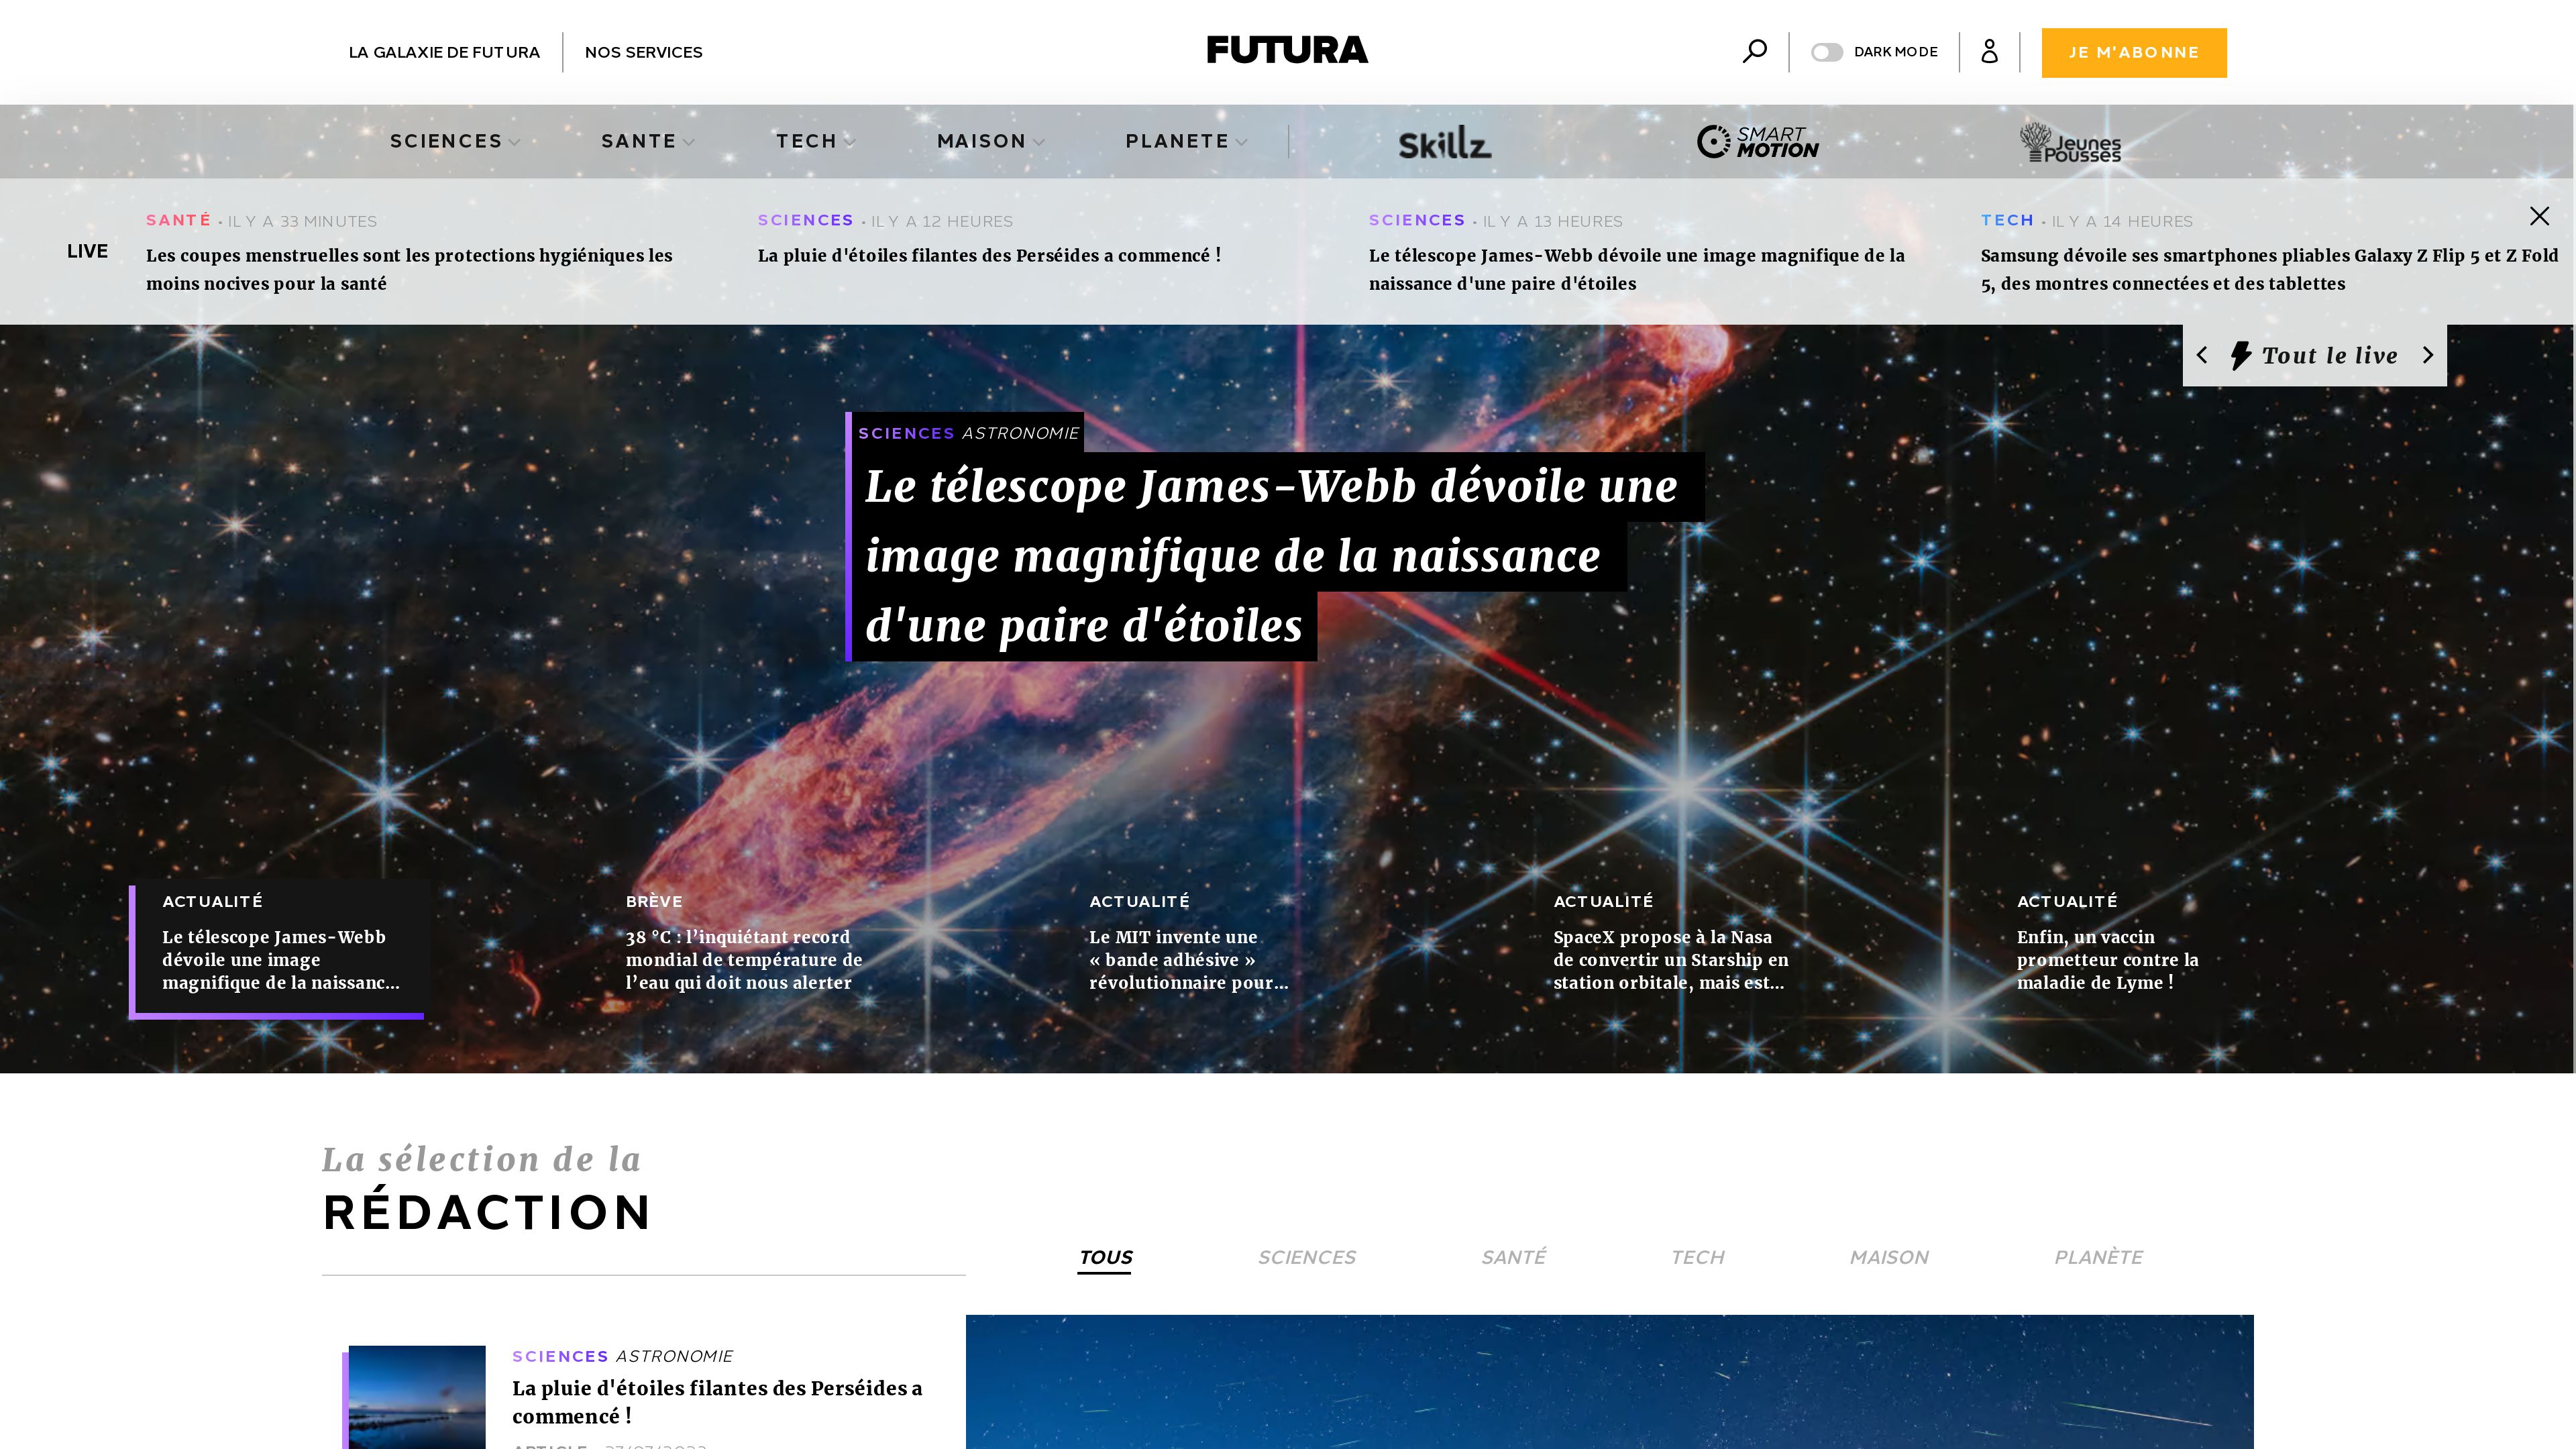 LA GALAXIE DE FUTURA
NOS SERVICES
FUTURA
DARK MODE
JE M'ABONNE
SCIENCES
SANTE
TECH
MAISON
PLANETE
Skillz
SMART
MOTION
Jeunes
Pousses
LIVE
SANTÉ • IL Y A 33 MINUTES
Les coupes menstruelles sont les protections hygiéniques les
moins nocives pour la santé
SCIENCES • IL Y A 12 HEURES
La pluie d'étoiles filantes des Perséides a commencé !
SCIENCES • IL Y A 13 HEURES
Le télescope James-Webb dévoile une image magnifique de la
naissance d'une paire d'étoiles
TECH • IL Y A 14 HEURES
Samsung dévoile ses smartphones pliables Galaxy Z Flip 5 et Z Fold
5, des montres connectées et des tablettes
Tout le live
SCIENCES ASTRONOMIE
Le télescope James-Webb dévoile une
image magnifique de la naissance
d'une paire d'étoiles
ACTUALITÉ
Le télescope James-Webb
dévoile une image
magnifique de la naissanc...
BRÈVE
38 °C : l’inquiétant record
mondial de température de
l’eau qui doit nous alerter
ACTUALITÉ
Le MIT invente une
« bande adhésive »
révolutionnaire pour...
ACTUALITÉ
SpaceX propose à la Nasa
de convertir un Starship en
station orbitale, mais est...
ACTUALITÉ
Enfin, un vaccin
prometteur contre la
maladie de Lyme !
La sélection de la
RÉDACTION
TOUS
SCIENCES
SANTÉ
TECH
MAISON
PLANÈTE
SCIENCES ASTRONOMIE
La pluie d'étoiles filantes des Perséides a
commencé !